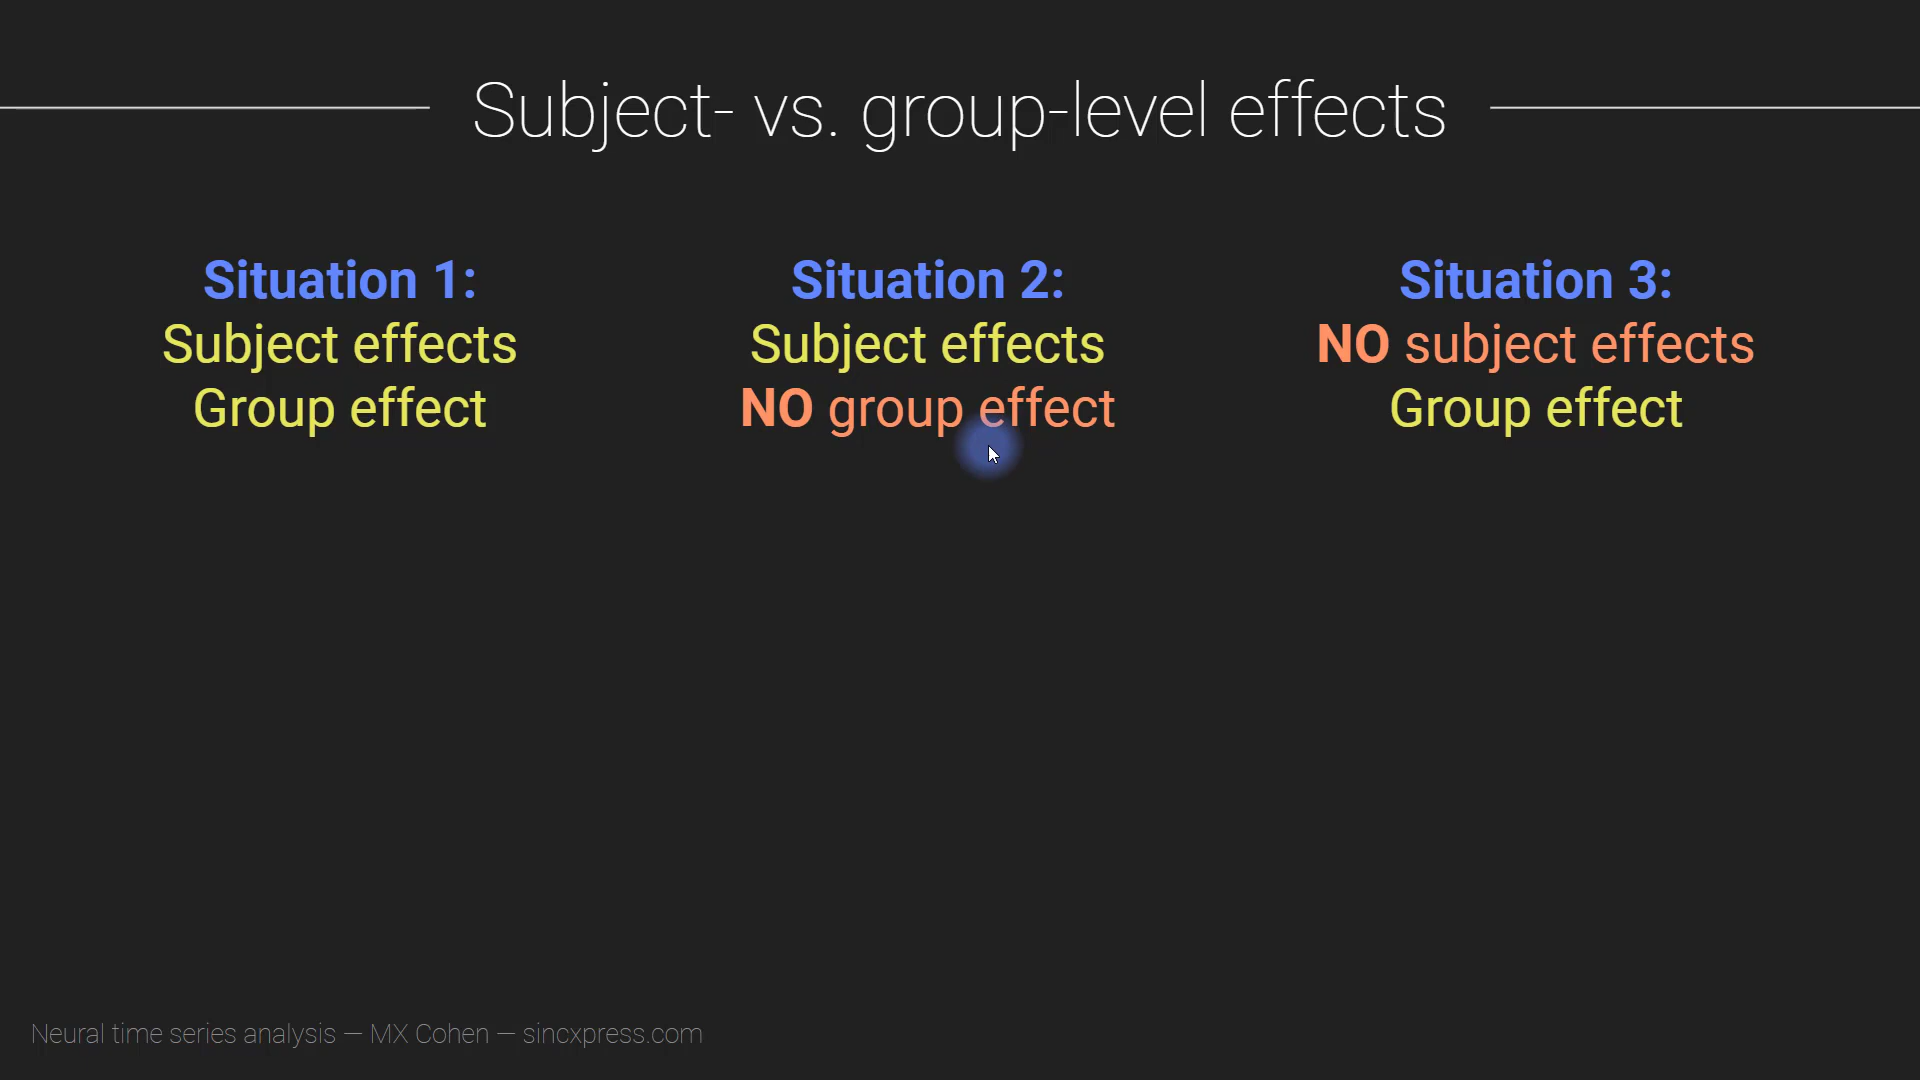 Subject- vs. group-level effects
Situation 1:
Subject effects
Group effect
Situation 2:
Subject effects
NO group effect
Situation 3:
NO subject effects
Group effect
Neural time series analysis — MX Cohen — sincxpress.com